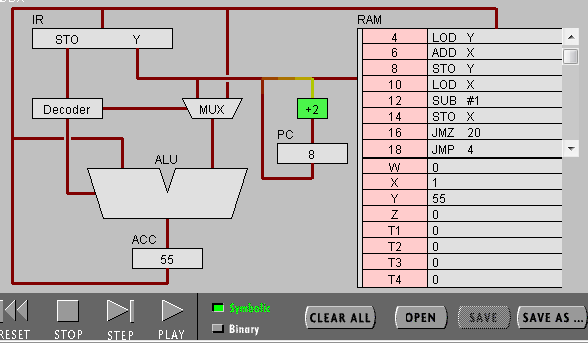 IR
STO Y
Decoder
MUX
+2
PC
8
ALU
ACC
55
RAM
4 LOD Y
6 ADD X
8 STO Y
10 LOD X
12 SUB #1
14 STO X
16 JMZ 20
18 JMP 4
W 0
X 1
Y 55
Z 0
T1 0
T2 0
T3 0
T4 0
RESET
STOP
STEP
PLAY
Symbolic
Binary
CLEAR ALL
OPEN
SAVE
SAVE AS ...